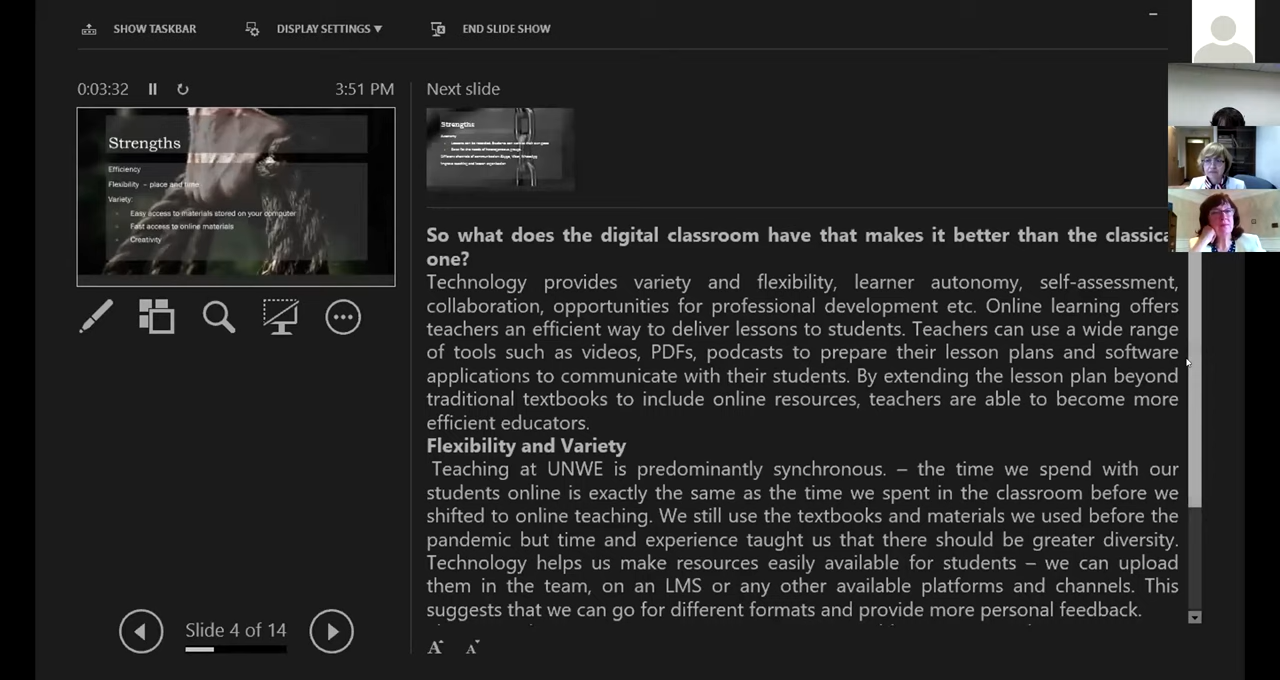 SHOW TASKBAR
DISPLAY SETTINGS ▼
END SLIDE SHOW
0:03:32
3:51 PM
Strengths
Efficiency
Flexibility – place and time
Variety:
Easy access to materials stored on your computer
Fast access to online materials
Creativity
Slide 4 of 14
Next slide
Strengths
Autonomy
Different channels of communication
So what does the digital classroom have that makes it better than the classica
one?
Technology provides variety and flexibility, learner autonomy, self-assessment,
collaboration, opportunities for professional development etc. Online learning offers
teachers an efficient way to deliver lessons to students. Teachers can use a wide range
of tools such as videos, PDFs, podcasts to prepare their lesson plans and software
applications to communicate with their students. By extending the lesson plan beyond
traditional textbooks to include online resources, teachers are able to become more
efficient educators.
Flexibility and Variety
Teaching at UNWE is predominantly synchronous. – the time we spend with our
students online is exactly the same as the time we spent in the classroom before we
shifted to online teaching. We still use the textbooks and materials we used before the
pandemic but time and experience taught us that there should be greater diversity.
Technology helps us make resources easily available for students – we can upload
them in the team, on an LMS or any other available platforms and channels. This
suggests that we can go for different formats and provide more personal feedback.
A A